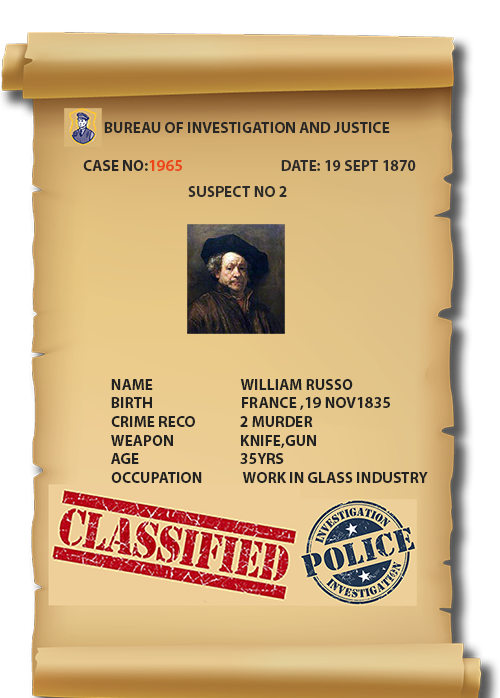 BUREAU OF INVESTIGATION AND JUSTICE
CASE NO:1965 DATE: 19 SEPT 1870
SUSPECT NO 2
NAME WILLIAM RUSSO
BIRTH FRANCE ,19 NOV1835
CRIME RECO 2 MURDER
WEAPON KNIFE,GUN
AGE 35YRS
OCCUPATION WORK IN GLASS INDUSTRY
CLASSIFIED
INVESTIGATION
POLICE
INVESTIGATION